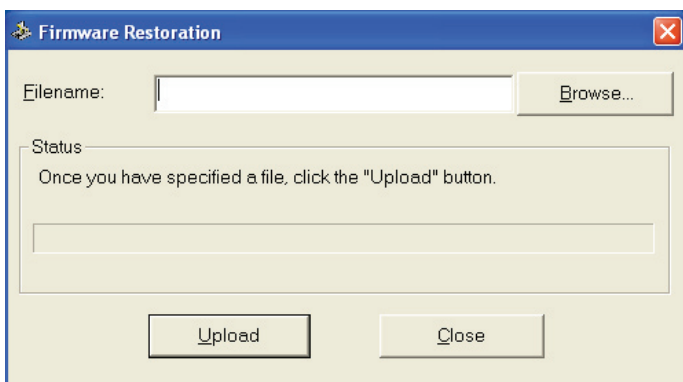 Firmware Restoration
Filename:
Browse...
Status
Once you have specified a file, click the "Upload" button.
Upload
Close